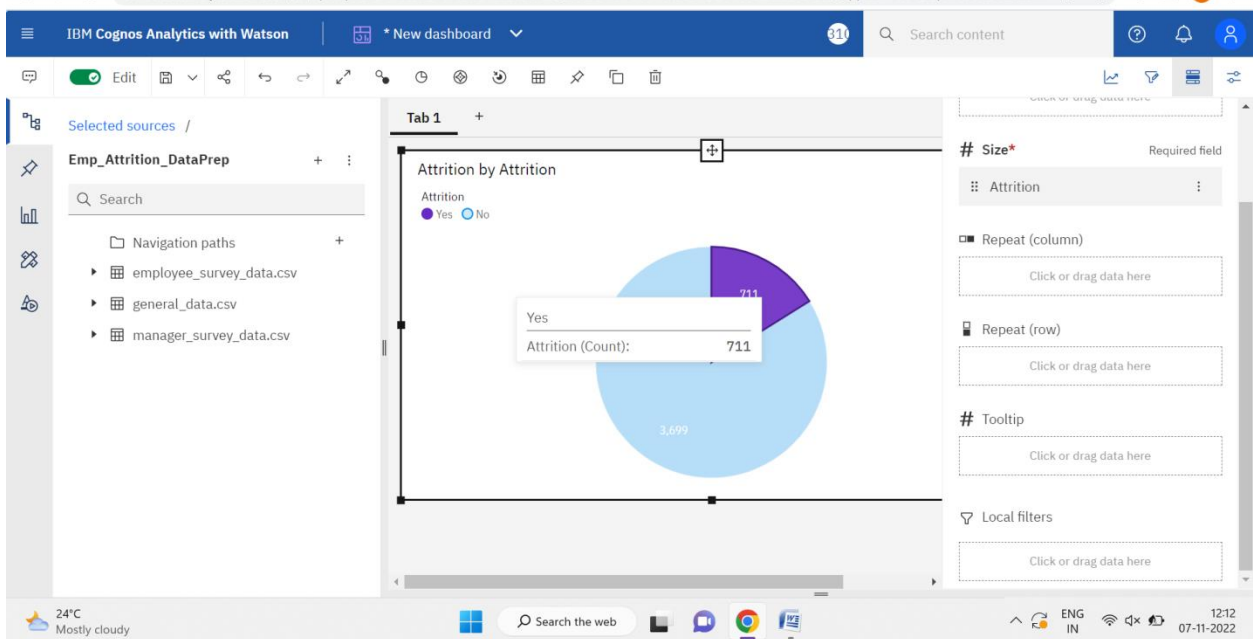 IBM Cognos Analytics with Watson
* New dashboard
310
Search content
Edit
Selected sources /
Tab 1 +
Emp_Attrition_DataPrep
Search
Navigation paths
employee_survey_data.csv
general_data.csv
manager_survey_data.csv
Attrition by Attrition
Attrition
Yes No
711
Yes
Attrition (Count): 711
3,699
# Size* Required field
Attrition
Repeat (column)
Click or drag data here
Repeat (row)
Click or drag data here
# Tooltip
Click or drag data here
Local filters
Click or drag data here
24°C
Mostly cloudy
Search the web
ENG
IN
12:12
07-11-2022